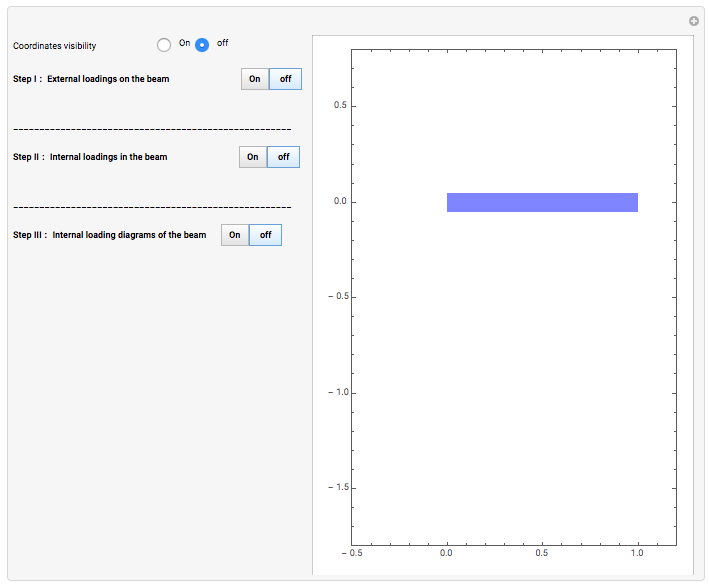 Coordinates visibility On off
Step I : External loadings on the beam On off
-----------------------------------------------------
Step II : Internal loadings in the beam On off
-----------------------------------------------------
Step III : Internal loading diagrams of the beam On off
0.5
0.0
− 0.5
− 1.0
− 1.5
− 0.5 0.0 0.5 1.0